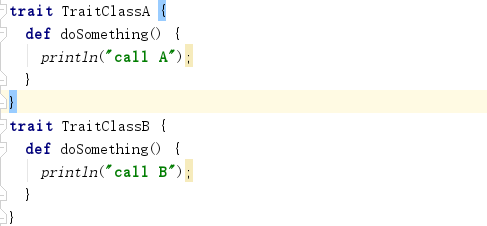 trait TraitClassA {
  def doSomething() {
    println("call A");
  }
}
trait TraitClassB {
  def doSomething() {
    println("call B");
  }
}